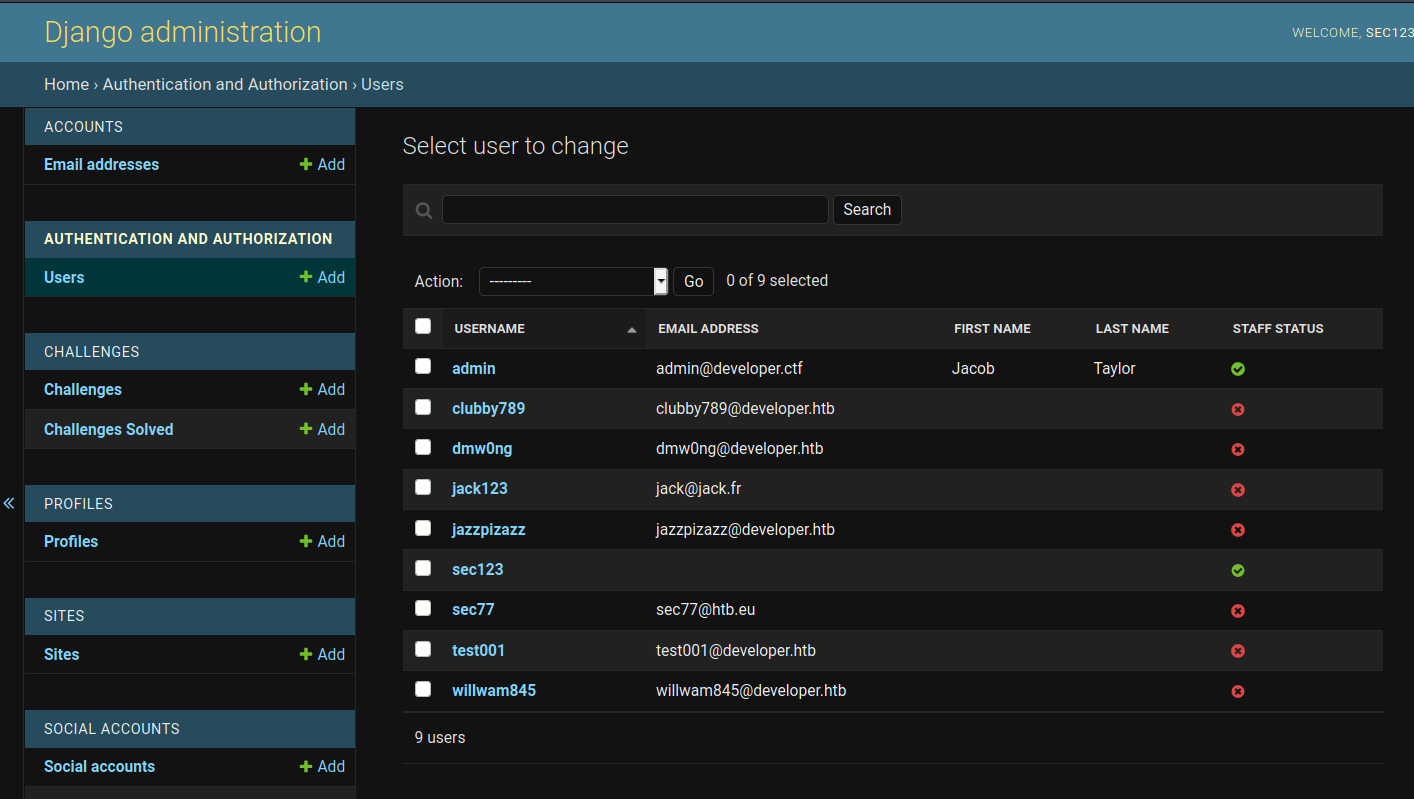 Django administration
WELCOME, SEC123
Home › Authentication and Authorization › Users
ACCOUNTS
Email addresses + Add
AUTHENTICATION AND AUTHORIZATION
Users + Add
CHALLENGES
Challenges + Add
Challenges Solved + Add
PROFILES
Profiles + Add
SITES
Sites + Add
SOCIAL ACCOUNTS
Social accounts + Add
«
Select user to change
Search
Action: --------- Go 0 of 9 selected
USERNAME EMAIL ADDRESS FIRST NAME LAST NAME STAFF STATUS
admin admin@developer.ctf Jacob Taylor
clubby789 clubby789@developer.htb
dmw0ng dmw0ng@developer.htb
jack123 jack@jack.fr
jazzpizazz jazzpizazz@developer.htb
sec123
sec77 sec77@htb.eu
test001 test001@developer.htb
willwam845 willwam845@developer.htb
9 users